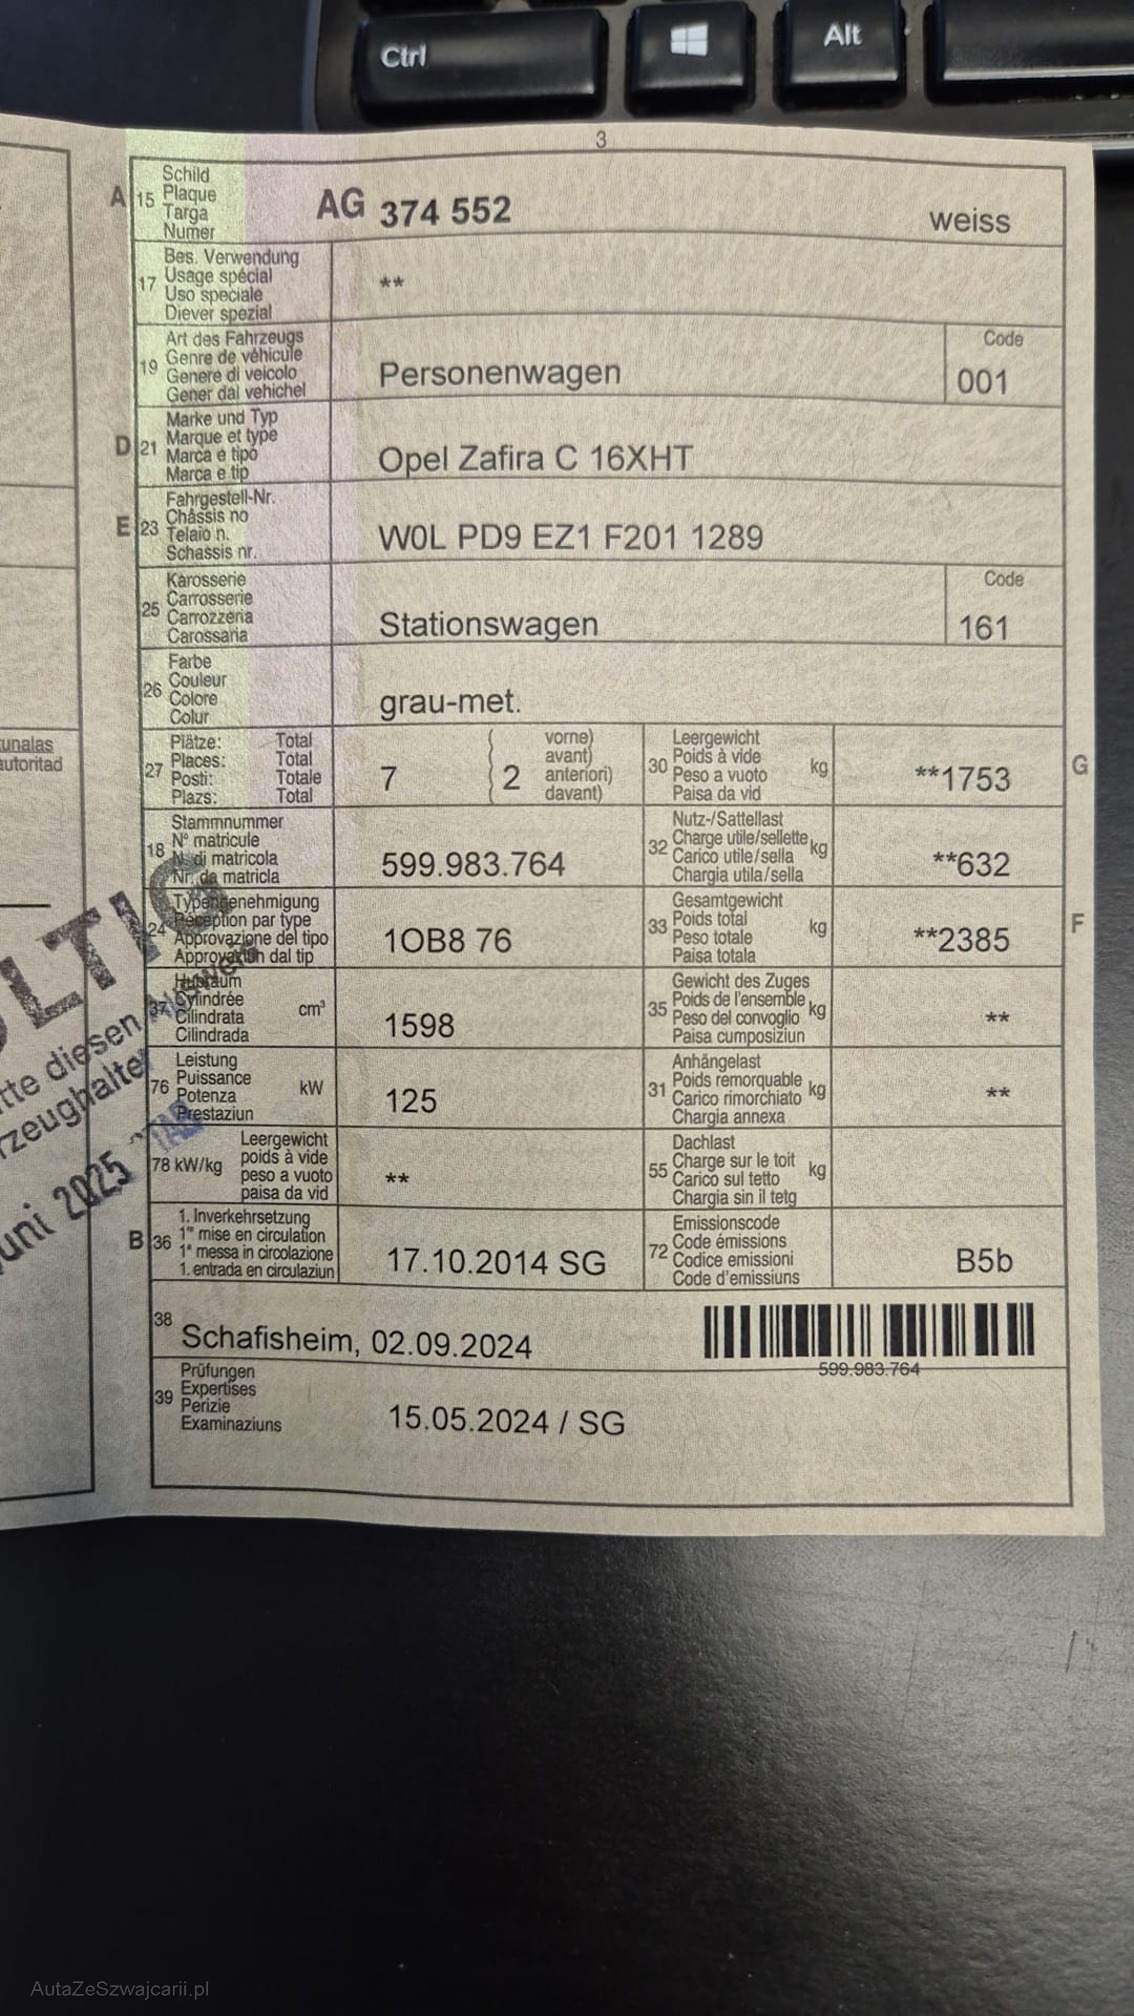 Ctrl
Alt
3
A 15 Schild
Plaque
Targa
Numer
AG 374 552
weiss
17 Bes. Verwendung
Usage spécial
Uso speciale
Diever spezial
**
19 Art des Fahrzeugs
Genre de véhicule
Genere di veicolo
Gener dal vehichel
Personenwagen
Code
001
D 21 Marke und Typ
Marque et type
Marca e tipo
Marca e tip
Opel Zafira C 16XHT
E 23 Fahrgestell-Nr.
Châssis no
Telaio n.
Schassis nr.
W0L PD9 EZ1 F201 1289
25 Karosserie
Carrosserie
Carrozzeria
Carossaria
Stationswagen
Code
161
26 Farbe
Couleur
Colore
Colur
grau-met.
27 Plätze: Total
Places: Total
Posti: Totale
Plazs: Total
7
2
vorne)
avant)
anteriori)
davant)
30 Leergewicht
Poids à vide
Peso a vuoto
Paisa da vid
kg
**1753
G
18 Stammnummer
N° matricule
N. di matricola
Nr. da matricla
599.983.764
32 Nutz-/Sattellast
Charge utile/sellette
Carico utile/sella
Chargia utila/sella
kg
**632
24 Typengenehmigung
Réception par type
Approvazione del tipo
Approvaziun dal tip
1OB8 76
33 Gesamtgewicht
Poids total
Peso totale
Paisa totala
kg
**2385
F
37 Hubraum
Cylindrée
Cilindrata
Cilindrada
cm³
1598
35 Gewicht des Zuges
Poids de l'ensemble
Peso del convoglio
Paisa cumposiziun
kg
**
76 Leistung
Puissance
Potenza
Prestaziun
kW
125
31 Anhängelast
Poids remorquable
Carico rimorchiato
Chargia annexa
kg
**
78 kW/kg
Leergewicht
poids à vide
peso a vuoto
paisa da vid
**
55 Dachlast
Charge sur le toit
Carico sul tetto
Chargia sin il tetg
kg
B 36 1. Inverkehrsetzung
1re mise en circulation
1a messa in circolazione
1. entrada en circulaziun
17.10.2014 SG
72 Emissionscode
Code émissions
Codice emissioni
Code d'emissiuns
B5b
38
Schafisheim, 02.09.2024
599.983.764
39 Prüfungen
Expertises
Perizie
Examinaziuns
15.05.2024 / SG
utoritad
LTIG
diesen Ausweis
2025
AutaZeSzwajcarii.pl